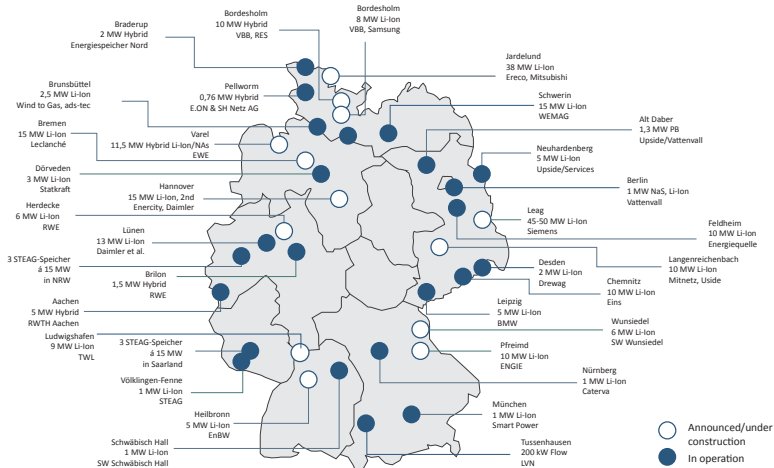 Braderup
2 MW Hybrid
Energiespeicher Nord
Bordesholm
10 MW Hybrid
VBB, RES
Bordesholm
8 MW Li-Ion
VBB, Samsung
Jardelund
38 MW Li-Ion
Ereco, Mitsubishi
Brunsbüttel
2,5 MW Li-Ion
Wind to Gas, ads-tec
Pellworm
0,76 MW Hybrid
E.ON & SH Netz AG
Schwerin
15 MW Li-Ion
WEMAG
Alt Daber
1,3 MW PB
Upside/Vattenvall
Bremen
15 MW Li-Ion
Leclanché
Varel
11,5 MW Hybrid Li-Ion/NAs
EWE
Neuhardenberg
5 MW Li-Ion
Upside/Services
Dörveden
3 MW Li-Ion
Statkraft
Berlin
1 MW NaS, Li-Ion
Vattenvall
Hannover
15 MW Li-Ion, 2nd
Enercity, Daimler
Herdecke
6 MW Li-Ion
RWE
Leag
45-50 MW Li-Ion
Siemens
Feldheim
10 MW Li-Ion
Energiequelle
Lünen
13 MW Li-Ion
Daimler et al.
3 STEAG-Speicher
á 15 MW
in NRW
Brilon
1,5 MW Hybrid
RWE
Desden
2 MW Li-Ion
Drewag
Langenreichenbach
10 MW Li-Ion
Mitnetz, Uside
Chemnitz
10 MW Li-Ion
Eins
Aachen
5 MW Hybrid
RWTH Aachen
Leipzig
5 MW Li-Ion
BMW
Wunsiedel
6 MW Li-Ion
SW Wunsiedel
Ludwigshafen
9 MW Li-Ion
TWL
3 STEAG-Speicher
á 15 MW
in Saarland
Pfreimd
10 MW Li-Ion
ENGIE
Völklingen-Fenne
1 MW Li-Ion
STEAG
Nürnberg
1 MW Li-Ion
Caterva
Heilbronn
5 MW Li-Ion
EnBW
München
1 MW Li-Ion
Smart Power
Schwäbisch Hall
1 MW Li-Ion
SW Schwäbisch Hall
Tussenhausen
200 kW Flow
LVN
Announced/under
construction
In operation